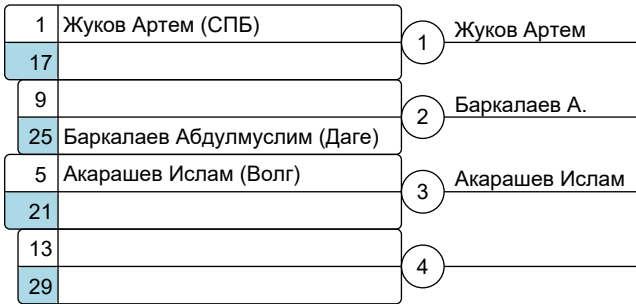 1 Жуков Артем (СПБ)
1 Жуков Артем
17
9
2 Баркалаев А.
25 Баркалаев Абдулмуслим (Даге)
5 Акарашев Ислам (Волг)
3 Акарашев Ислам
21
13
4
29